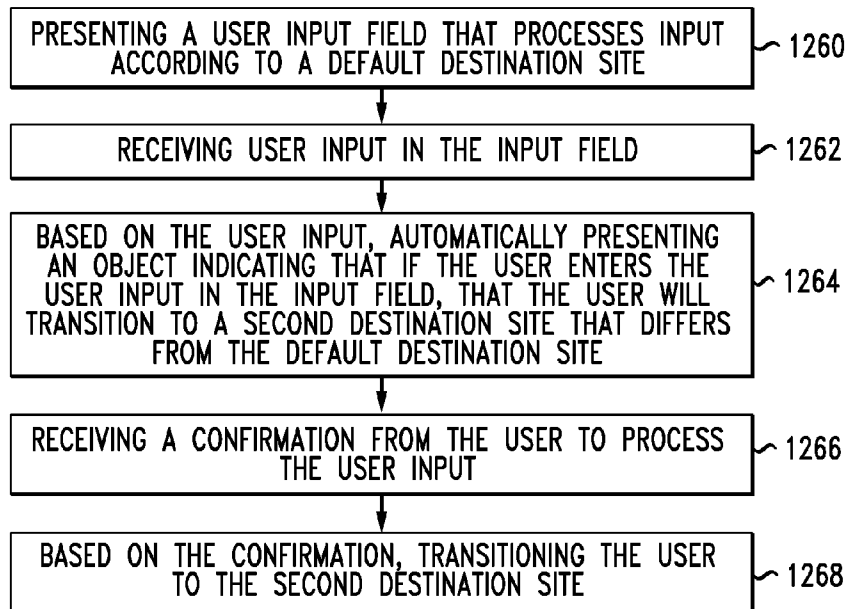 PRESENTING A USER INPUT FIELD THAT PROCESSES INPUT
ACCORDING TO A DEFAULT DESTINATION SITE
1260
RECEIVING USER INPUT IN THE INPUT FIELD
1262
BASED ON THE USER INPUT, AUTOMATICALLY PRESENTING
AN OBJECT INDICATING THAT IF THE USER ENTERS THE
USER INPUT IN THE INPUT FIELD, THAT THE USER WILL
TRANSITION TO A SECOND DESTINATION SITE THAT DIFFERS
FROM THE DEFAULT DESTINATION SITE
1264
RECEIVING A CONFIRMATION FROM THE USER TO PROCESS
THE USER INPUT
1266
BASED ON THE CONFIRMATION, TRANSITIONING THE USER
TO THE SECOND DESTINATION SITE
1268